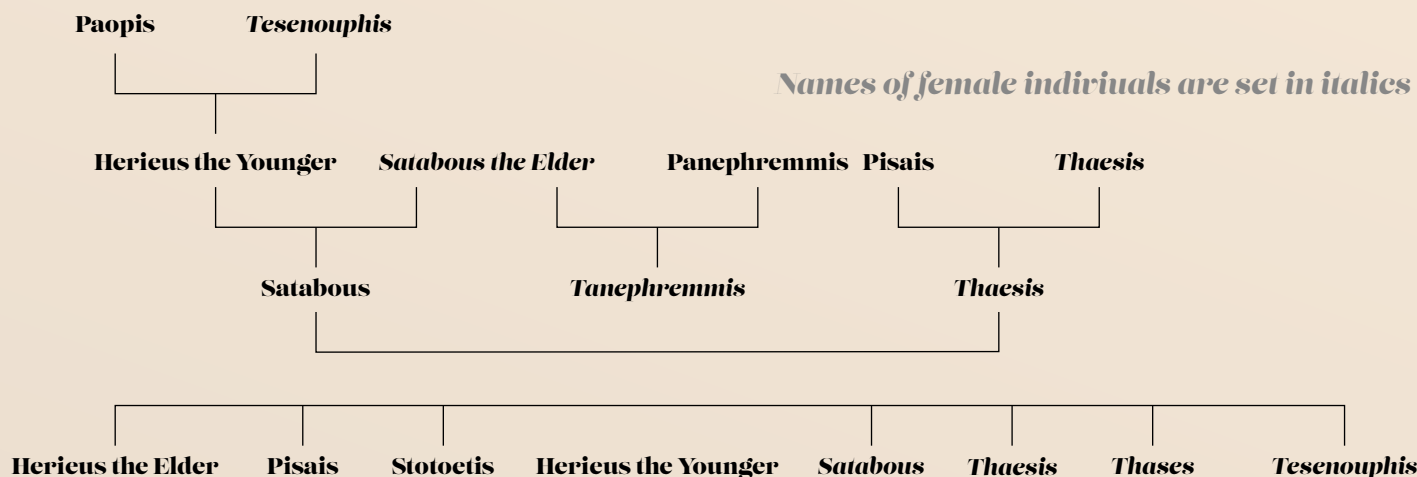 Paopis Tesenouphis
Names of female indiviuals are set in italics
Herieus the Younger Satabous the Elder Panephremmis Pisais Thaesis
Satabous Tanephremmis Thaesis
Herieus the Elder Pisais Stotoetis Herieus the Younger Satabous Thaesis Thases Tesenouphis